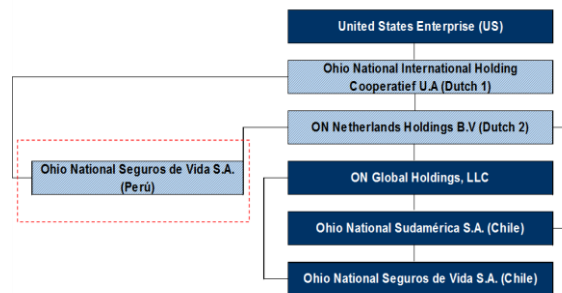 United States Enterprise (US)
Ohio National International Holding
Cooperatief U.A (Dutch 1)
ON Netherlands Holdings B.V (Dutch 2)
Ohio National Seguros de Vida S.A.
(Perú)
ON Global Holdings, LLC
Ohio National Sudamérica S.A. (Chile)
Ohio National Seguros de Vida S.A. (Chile)